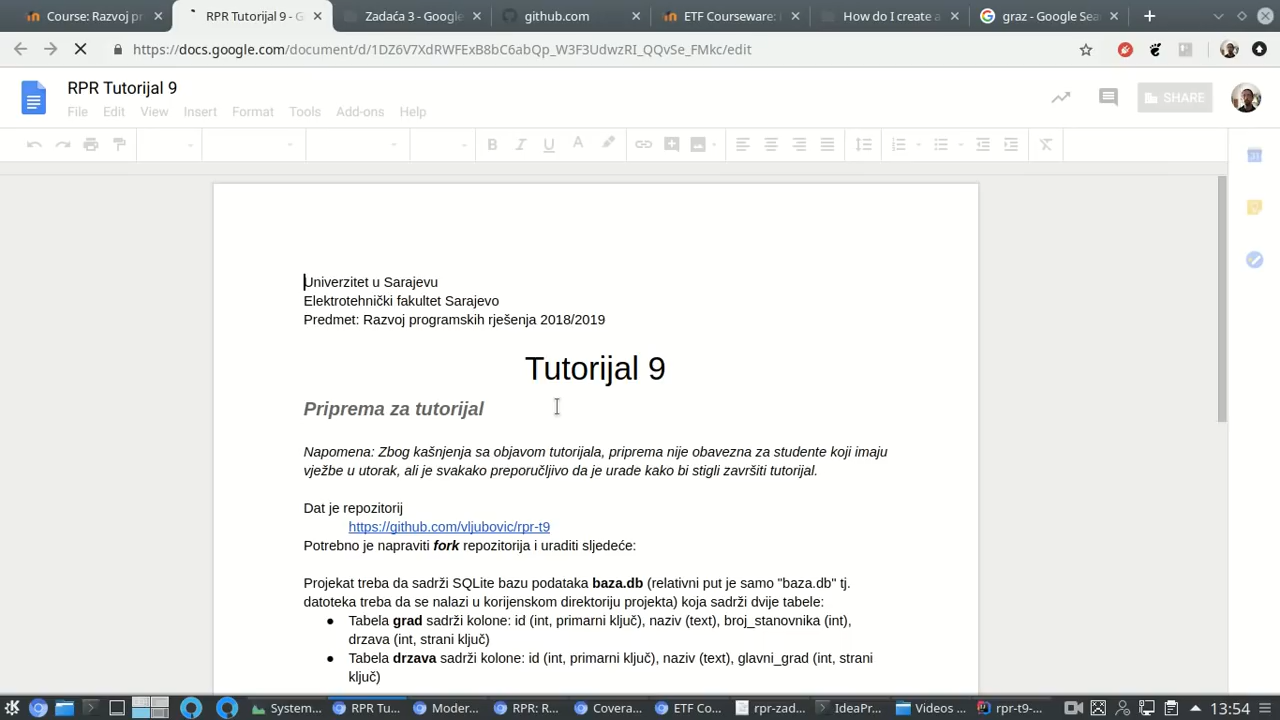 Course: Razvoj pr
RPR Tutorijal 9 - G
Zadaća 3 - Google
github.com
ETF Courseware:
How do I create a
graz - Google Sea
https://docs.google.com/document/d/1DZ6V7XdRWFExB8bC6abQp_W3F3UdwzRI_QQvSe_FMkc/edit
RPR Tutorijal 9
File Edit View Insert Format Tools Add-ons Help
SHARE
Univerzitet u Sarajevu
Elektrotehnički fakultet Sarajevo
Predmet: Razvoj programskih rješenja 2018/2019
Tutorijal 9
Priprema za tutorijal
Napomena: Zbog kašnjenja sa objavom tutorijala, priprema nije obavezna za studente koji imaju
vježbe u utorak, ali je svakako preporučljivo da je urade kako bi stigli završiti tutorijal.
Dat je repozitorij
https://github.com/vljubovic/rpr-t9
Potrebno je napraviti fork repozitorija i uraditi sljedeće:
Projekat treba da sadrži SQLite bazu podataka baza.db (relativni put je samo "baza.db" tj.
datoteka treba da se nalazi u korijenskom direktoriju projekta) koja sadrži dvije tabele:
● Tabela grad sadrži kolone: id (int, primarni ključ), naziv (text), broj_stanovnika (int),
drzava (int, strani ključ)
● Tabela drzava sadrži kolone: id (int, primarni ključ), naziv (text), glavni_grad (int, strani
ključ)
System...
RPR Tu...
Moder...
RPR: R...
Covera...
ETF Co...
rpr-zad...
IdeaPr...
Videos ...
rpr-t9-...
13:54